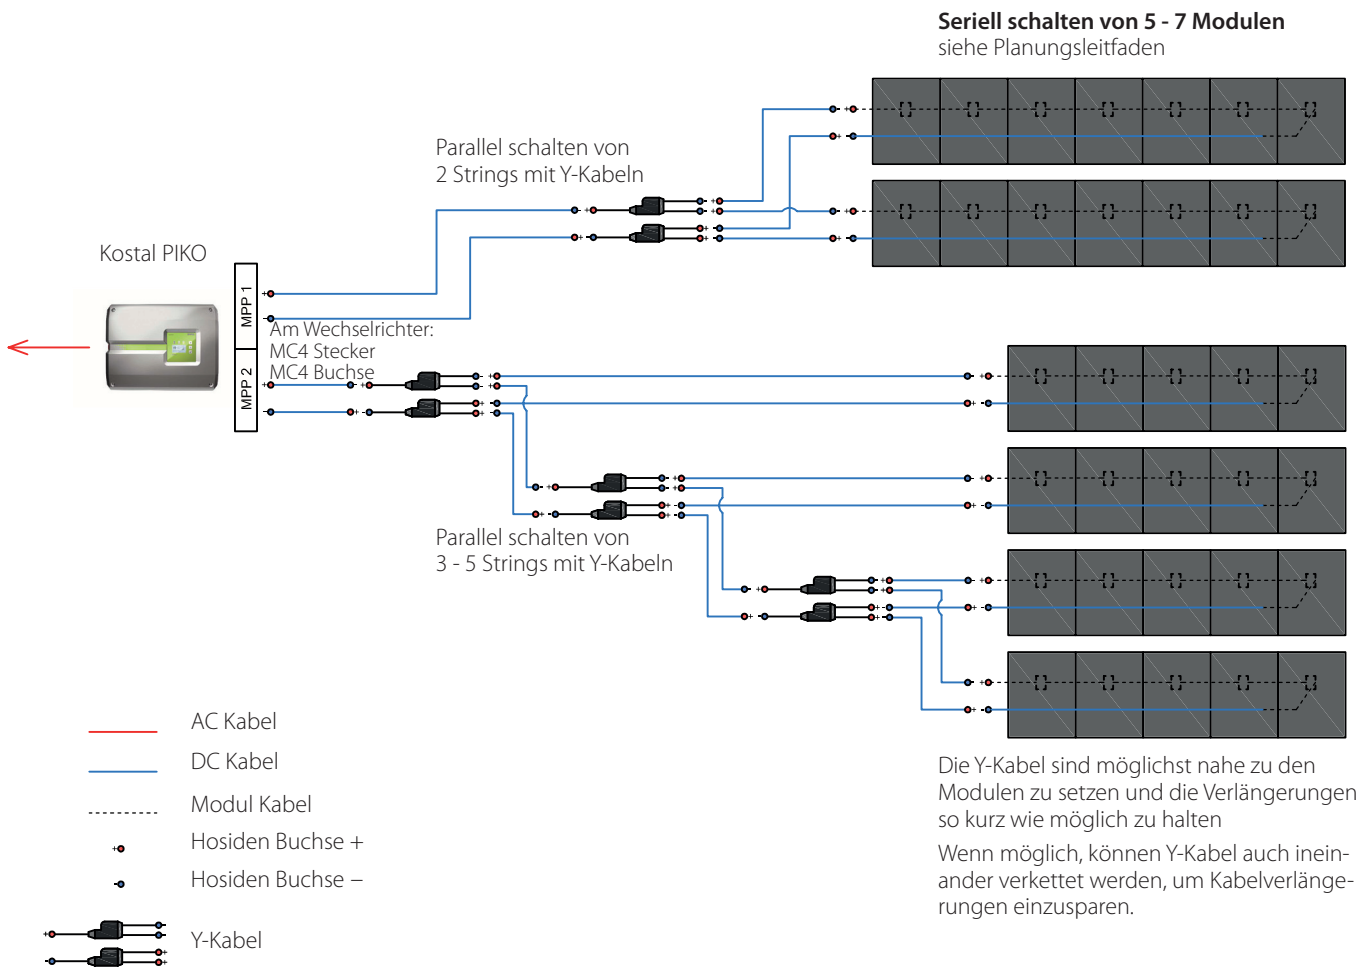 Seriell schalten von 5 - 7 Modulen
siehe Planungsleitfaden
Parallel schalten von
2 Strings mit Y-Kabeln
Kostal PIKO
MPP 1
MPP 2
Am Wechselrichter:
MC4 Stecker
MC4 Buchse
Parallel schalten von
3 - 5 Strings mit Y-Kabeln
AC Kabel
DC Kabel
Modul Kabel
Hosiden Buchse +
Hosiden Buchse –
Y-Kabel
Die Y-Kabel sind möglichst nahe zu den
Modulen zu setzen und die Verlängerungen
so kurz wie möglich zu halten
Wenn möglich, können Y-Kabel auch inein-
ander verkettet werden, um Kabelverlänge-
rungen einzusparen.